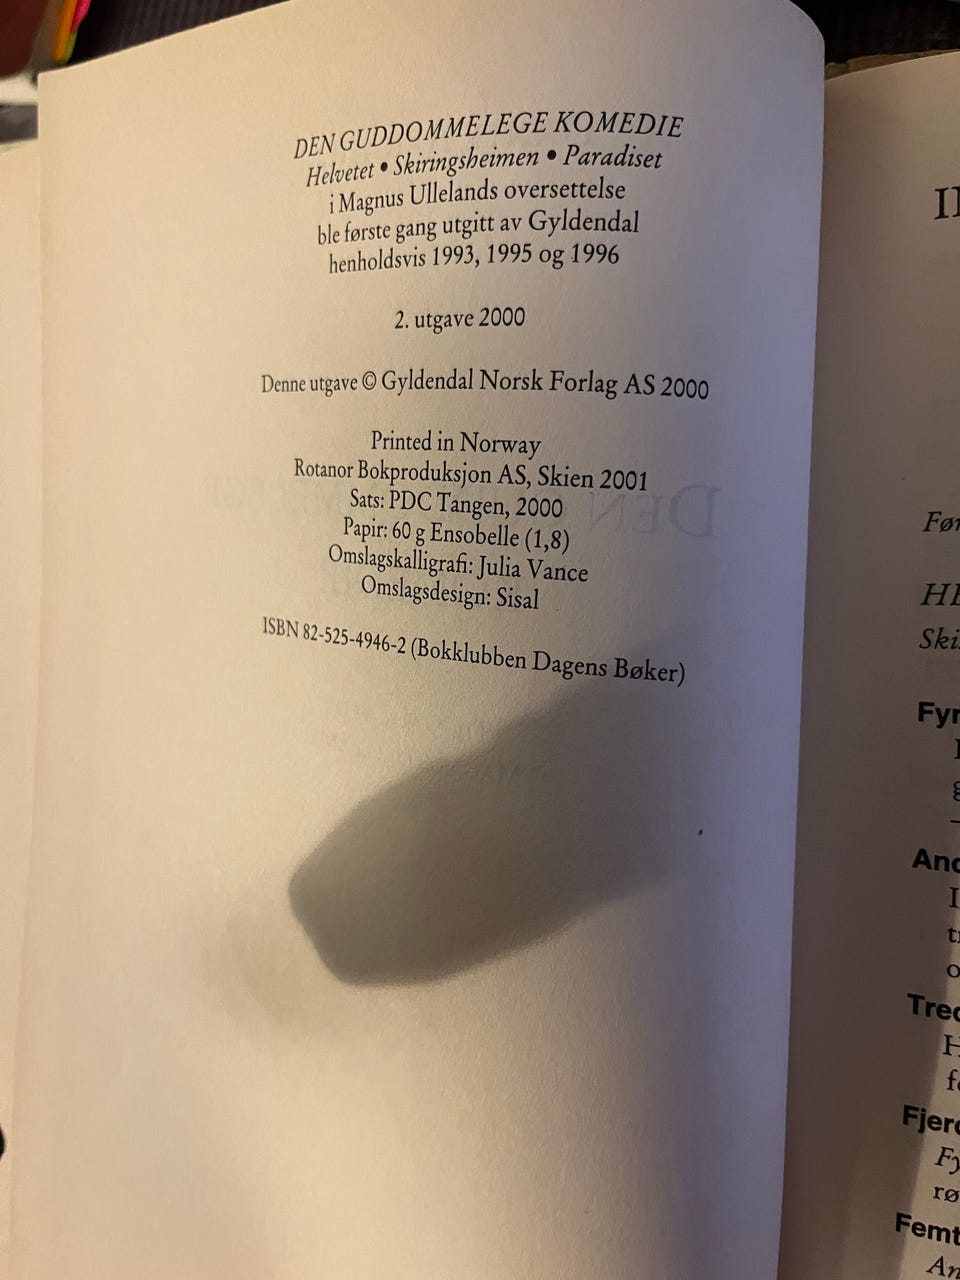 DEN GUDDOMMELEGE KOMEDIE
Helvetet • Skiringsheimen • Paradiset
i Magnus Ullelands oversettelse
ble første gang utgitt av Gyldendal
henholdsvis 1993, 1995 og 1996
2. utgave 2000
Denne utgave © Gyldendal Norsk Forlag AS 2000
Printed in Norway
Rotanor Bokproduksjon AS, Skien 2001
Sats: PDC Tangen, 2000
Papir: 60 g Ensobelle (1,8)
Omslagskalligrafi: Julia Vance
Omslagsdesign: Sisal
ISBN 82-525-4946-2 (Bokklubben Dagens Bøker)